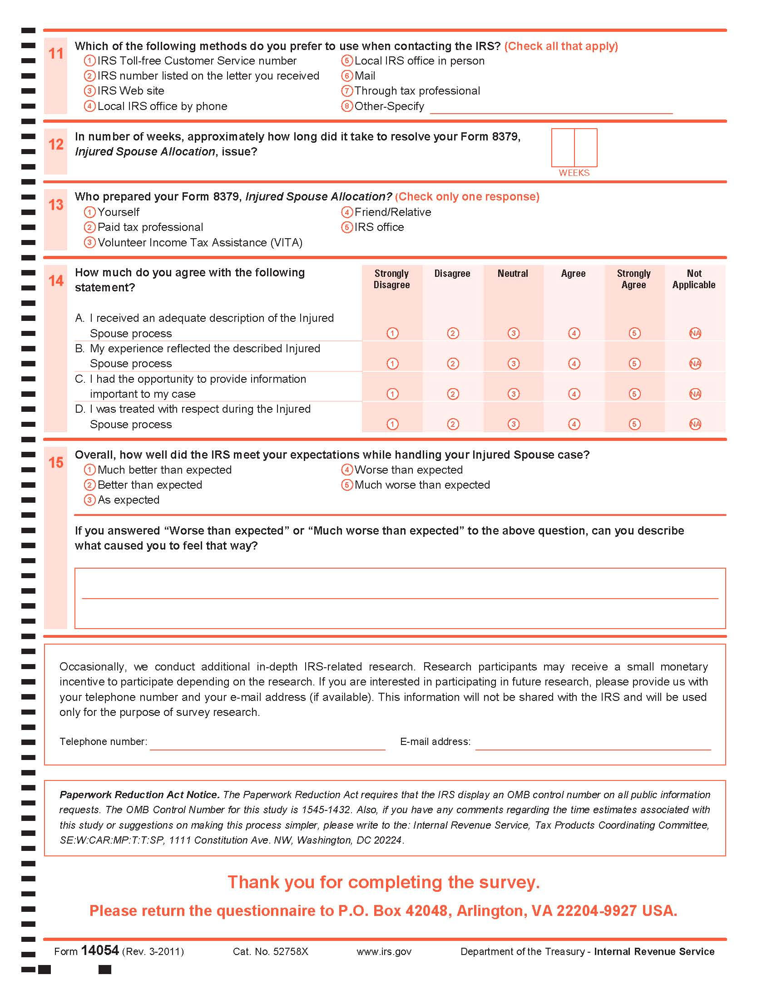 11
Which of the following methods do you prefer to use when contacting the IRS? (Check all that apply)
1 IRS Toll-free Customer Service number
2 IRS number listed on the letter you received
3 IRS Web site
4 Local IRS office by phone
5 Local IRS office in person
6 Mail
7 Through tax professional
8 Other-Specify
12
In number of weeks, approximately how long did it take to resolve your Form 8379,
Injured Spouse Allocation, issue?
WEEKS
13
Who prepared your Form 8379, Injured Spouse Allocation? (Check only one response)
1 Yourself
2 Paid tax professional
3 Volunteer Income Tax Assistance (VITA)
4 Friend/Relative
5 IRS office
14
How much do you agree with the following
statement?
Strongly Disagree
Disagree
Neutral
Agree
Strongly Agree
Not Applicable
A. I received an adequate description of the Injured
Spouse process 1 2 3 4 5 NA
B. My experience reflected the described Injured
Spouse process 1 2 3 4 5 NA
C. I had the opportunity to provide information
important to my case 1 2 3 4 5 NA
D. I was treated with respect during the Injured
Spouse process 1 2 3 4 5 NA
15
Overall, how well did the IRS meet your expectations while handling your Injured Spouse case?
1 Much better than expected
2 Better than expected
3 As expected
4 Worse than expected
5 Much worse than expected
If you answered “Worse than expected” or “Much worse than expected” to the above question, can you describe
what caused you to feel that way?
Occasionally, we conduct additional in-depth IRS-related research. Research participants may receive a small monetary
incentive to participate depending on the research. If you are interested in participating in future research, please provide us with
your telephone number and your e-mail address (if available). This information will not be shared with the IRS and will be used
only for the purpose of survey research.
Telephone number: E-mail address:
Paperwork Reduction Act Notice. The Paperwork Reduction Act requires that the IRS display an OMB control number on all public information
requests. The OMB Control Number for this study is 1545-1432. Also, if you have any comments regarding the time estimates associated with
this study or suggestions on making this process simpler, please write to the: Internal Revenue Service, Tax Products Coordinating Committee,
SE:W:CAR:MP:T:T:SP, 1111 Constitution Ave. NW, Washington, DC 20224.
Thank you for completing the survey.
Please return the questionnaire to P.O. Box 42048, Arlington, VA 22204-9927 USA.
Form 14054 (Rev. 3-2011) Cat. No. 52758X www.irs.gov Department of the Treasury - Internal Revenue Service